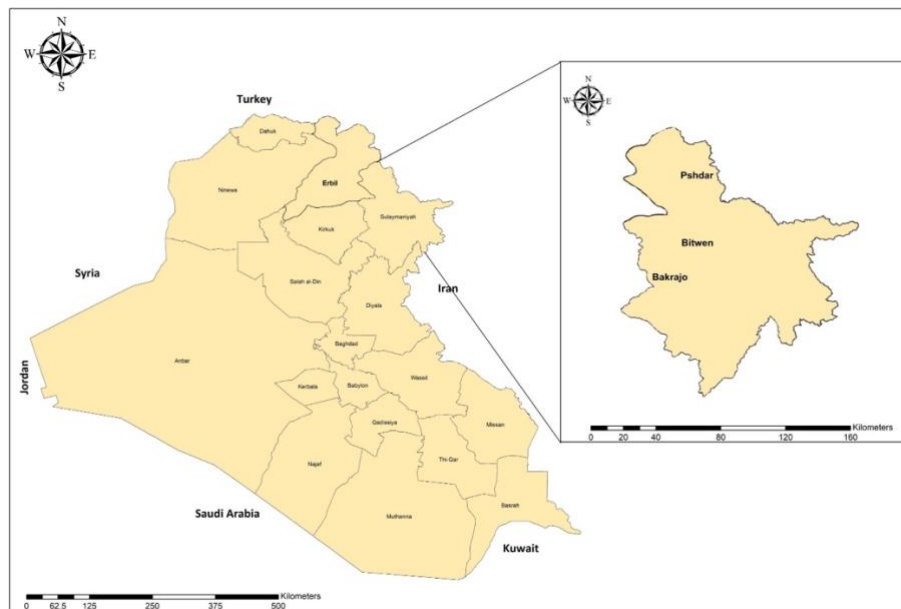 N
W E
S
Turkey
Dahuk
Ninewa
Erbil
Kirkuk
Sulaymaniyah
Syria
Salah al Din
Iran
Diyala
Jordan
Anbar
Baghdad
Kerbala
Babylon
Wassit
Qadissiya
Missan
Najaf
Thi-Qar
Saudi Arabia
Muthanna
Basrah
Kuwait
Kilometers
0 62.5 125 250 375 500
N
W E
S
Pshdar
Bitwen
Bakrajo
Kilometers
0 10 20 40 80 120 160